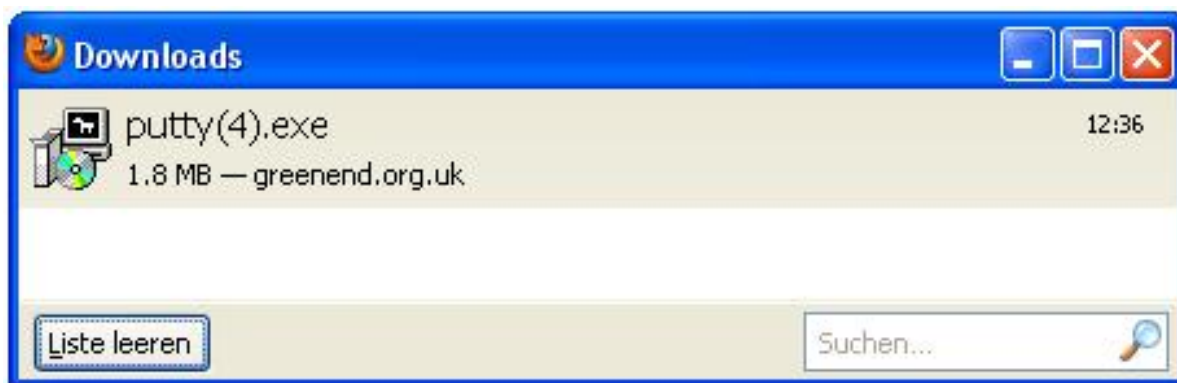 Downloads
putty(4).exe
12:36
1.8 MB — greenend.org.uk
Liste leeren
Suchen...